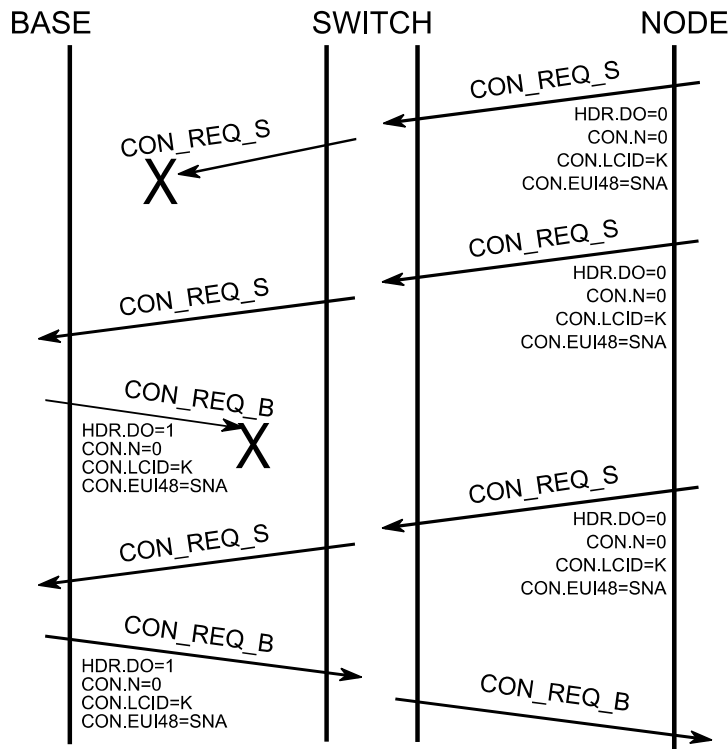 BASE SWITCH NODE
CON_REQ_S
HDR.DO=0
CON.N=0
CON.LCID=K
CON.EUI48=SNA
CON_REQ_S
X
CON_REQ_S
HDR.DO=0
CON.N=0
CON.LCID=K
CON.EUI48=SNA
CON_REQ_S
CON_REQ_B
X
HDR.DO=1
CON.N=0
CON.LCID=K
CON.EUI48=SNA
CON_REQ_S
HDR.DO=0
CON.N=0
CON.LCID=K
CON.EUI48=SNA
CON_REQ_S
CON_REQ_B
HDR.DO=1
CON.N=0
CON.LCID=K
CON.EUI48=SNA
CON_REQ_B